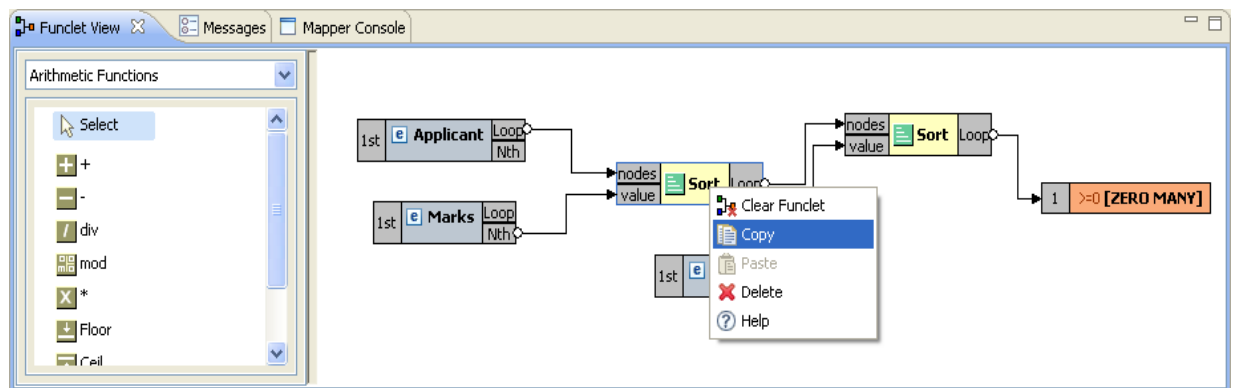 Funclet View Messages Mapper Console
Arithmetic Functions
Select
+
-
div
mod
*
Floor
Ceil
1st Applicant Loop
Nth
1st Marks Loop
Nth
nodes Sort Loop
value
nodes Sort Loop
value
1 >=0 [ZERO MANY]
1st
Clear Funclet
Copy
Paste
Delete
Help